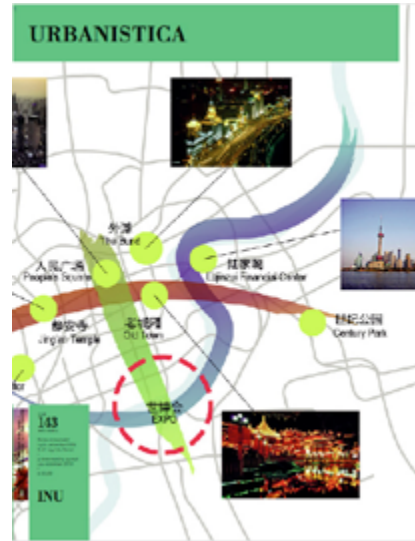 URBANISTICA
外滩
The Bund
人民广场
People's Square
陆家嘴
Lujiazui Financial Center
静安寺
Jing'an Temple
老城厢
Old Town
世纪公园
Century Park
世博会
EXPO
143
INU